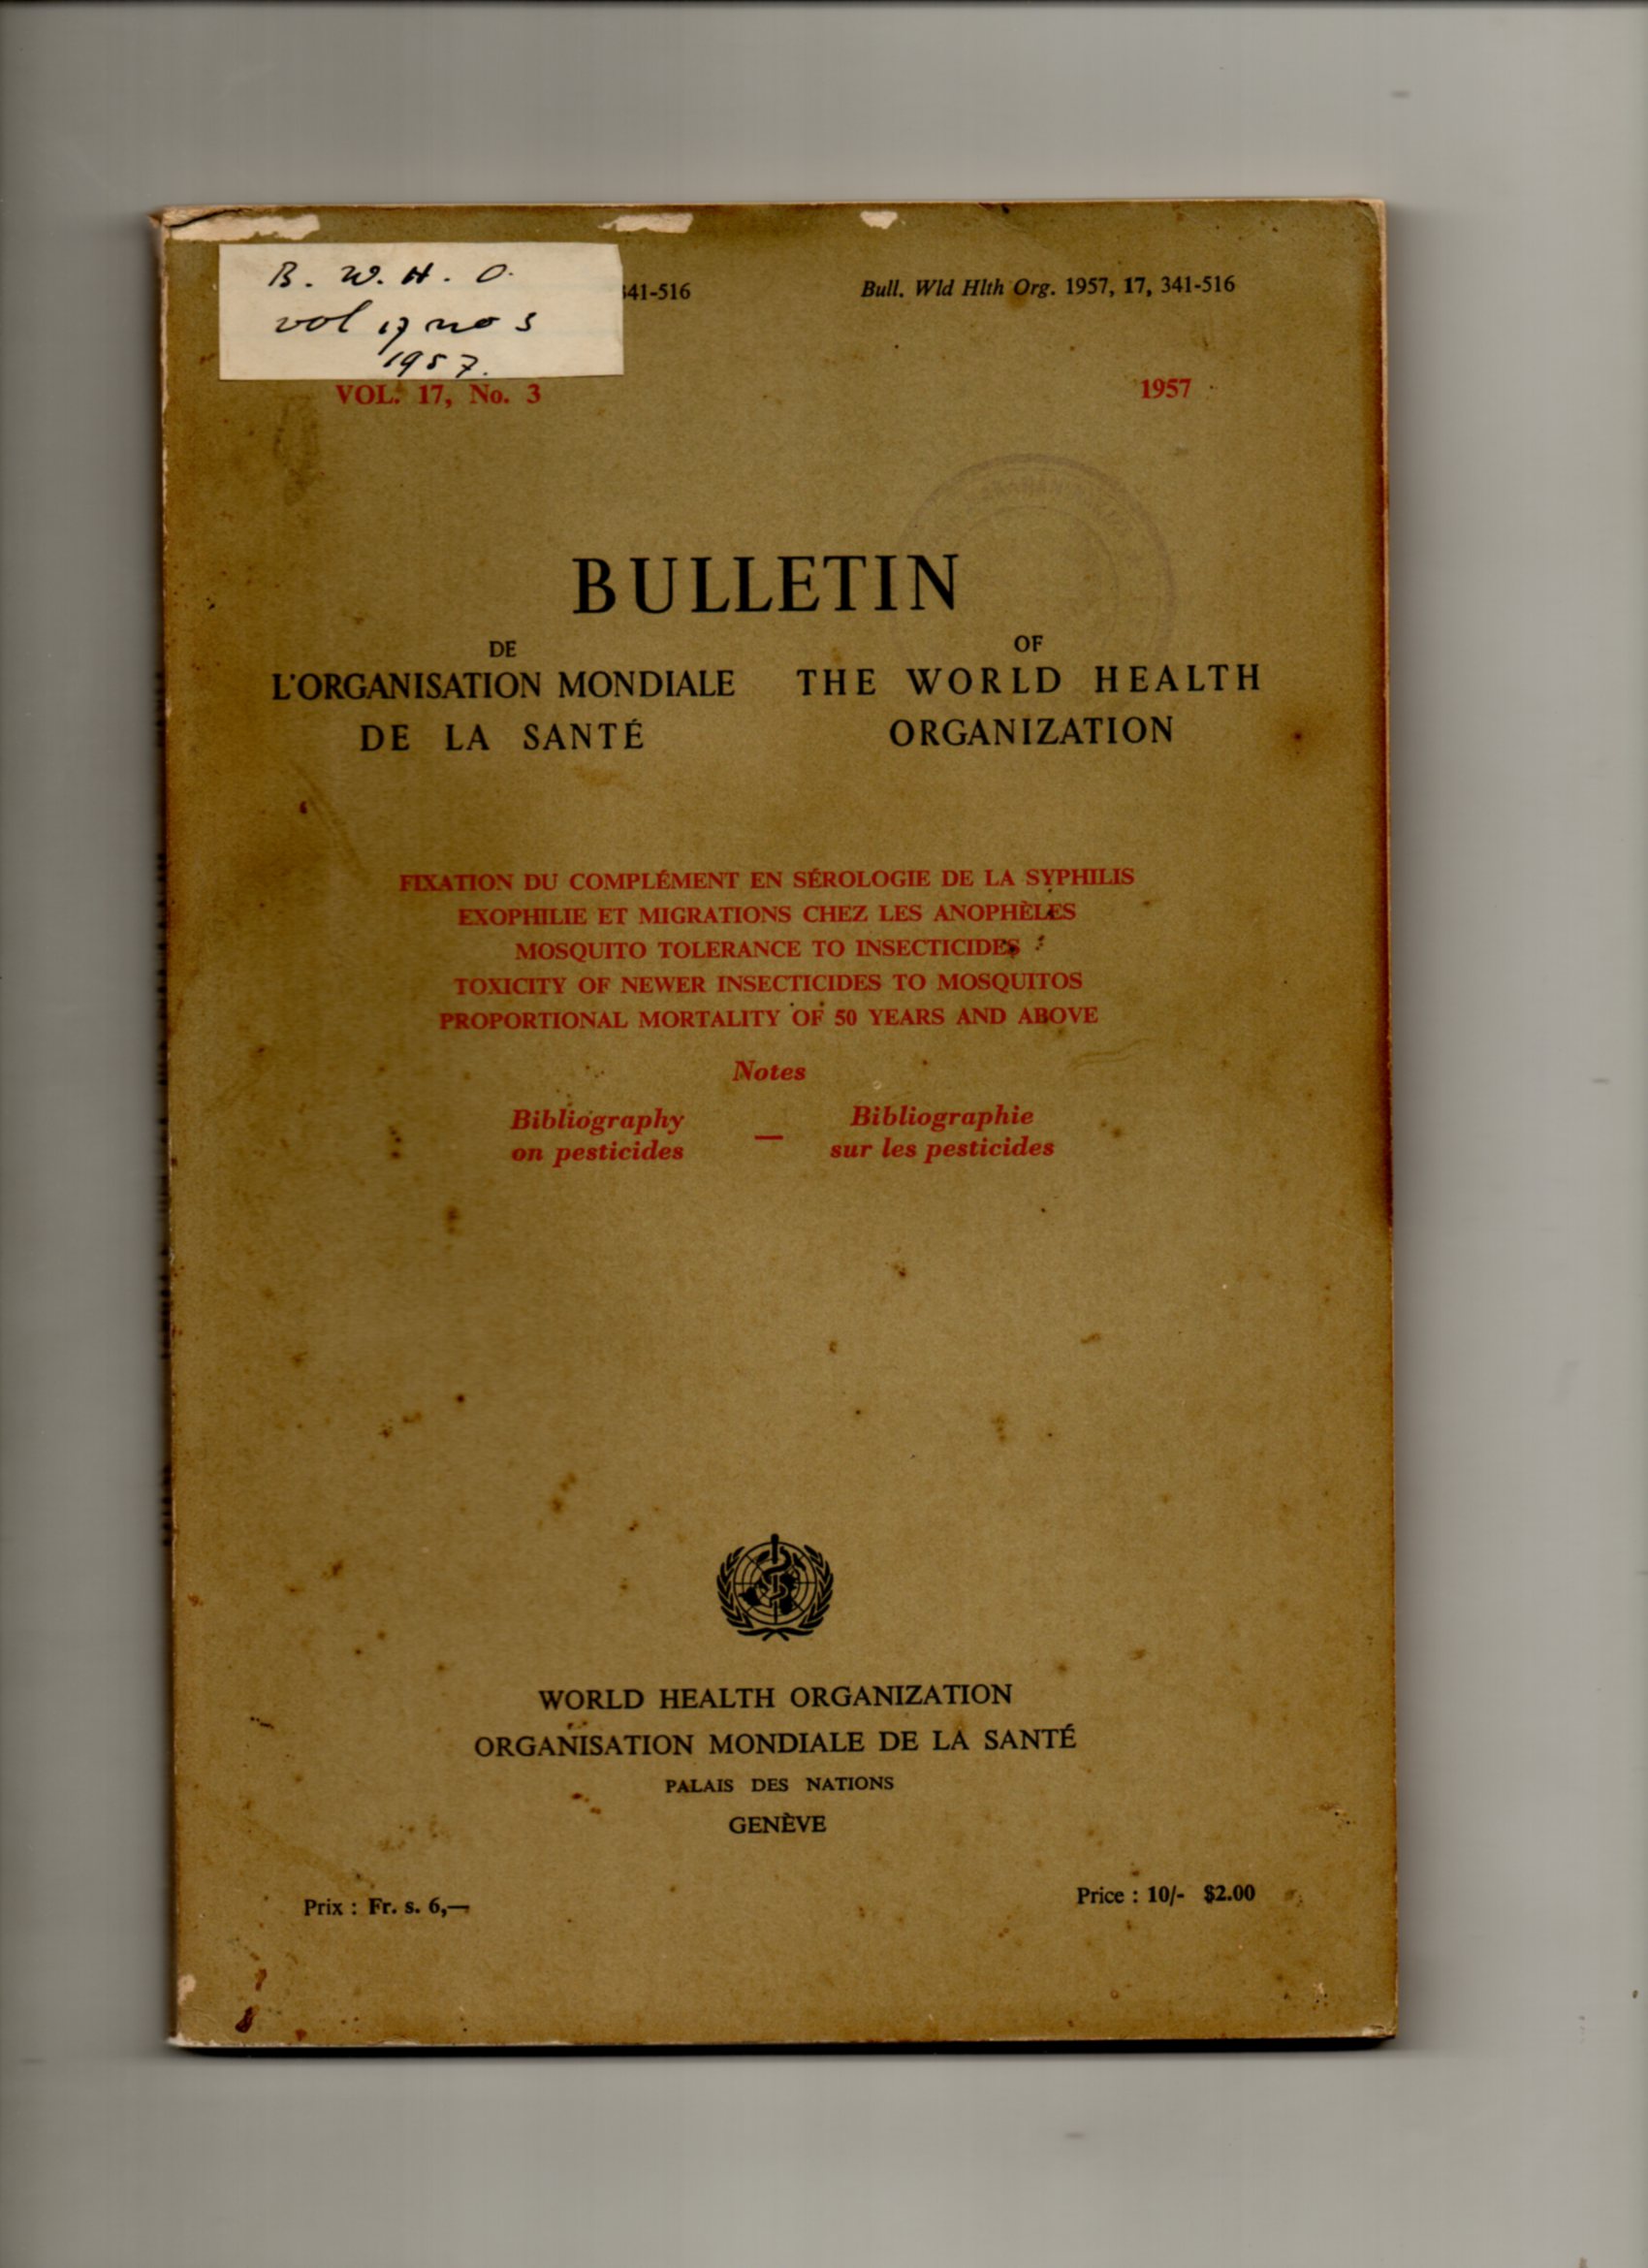 B. W. H. O.
vol 17 no 3
1957.
341-516
Bull. Wld Hlth Org. 1957, 17, 341-516
VOL. 17, No. 3
1957
BULLETIN
DE
L'ORGANISATION MONDIALE
DE LA SANTÉ
OF
THE WORLD HEALTH
ORGANIZATION
FIXATION DU COMPLÉMENT EN SÉROLOGIE DE LA SYPHILIS
EXOPHILIE ET MIGRATIONS CHEZ LES ANOPHÈLES
MOSQUITO TOLERANCE TO INSECTICIDES
TOXICITY OF NEWER INSECTICIDES TO MOSQUITOS
PROPORTIONAL MORTALITY OF 50 YEARS AND ABOVE
Notes
Bibliography
on pesticides
—
Bibliographie
sur les pesticides
WORLD HEALTH ORGANIZATION
ORGANISATION MONDIALE DE LA SANTÉ
PALAIS DES NATIONS
GENÈVE
Prix : Fr. s. 6,—
Price : 10/- $2.00